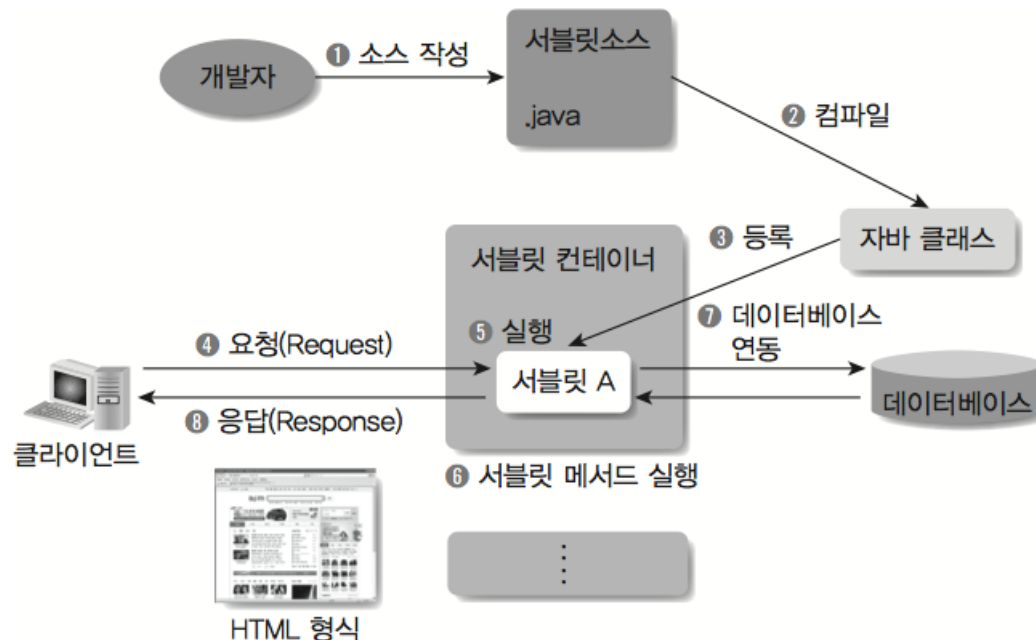 개발자
❶ 소스 작성
서블릿소스
.java
❷ 컴파일
자바 클래스
❸ 등록
서블릿 컨테이너
❹ 요청(Request)
❺ 실행
서블릿 A
❼ 데이터베이스
연동
데이터베이스
❽ 응답(Response)
클라이언트
❻ 서블릿 메서드 실행
HTML 형식